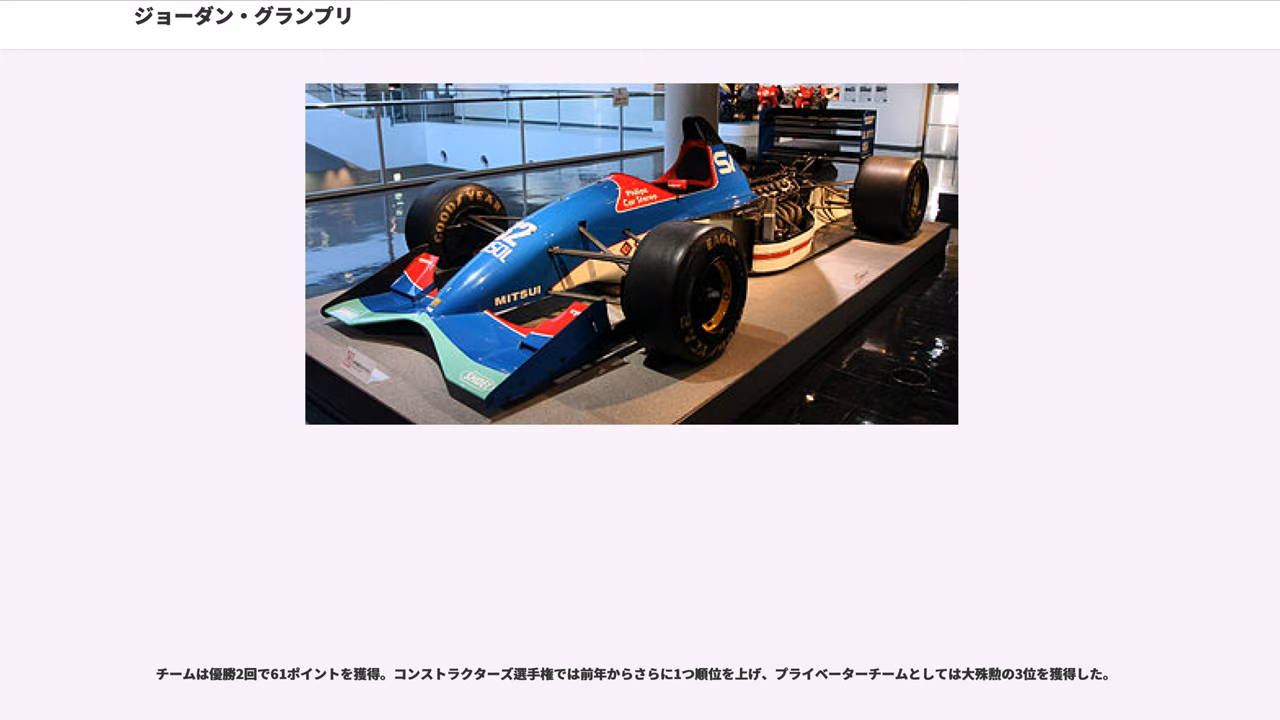 ジョーダン・グランプリ
GOODYEAR
Philips
Car Stereo
32
MITSUI
EAGLE
SHOEI
チームは優勝2回で61ポイントを獲得。コンストラクターズ選手権では前年からさらに1つ順位を上げ、プライベーターチームとしては大殊勲の3位を獲得した。